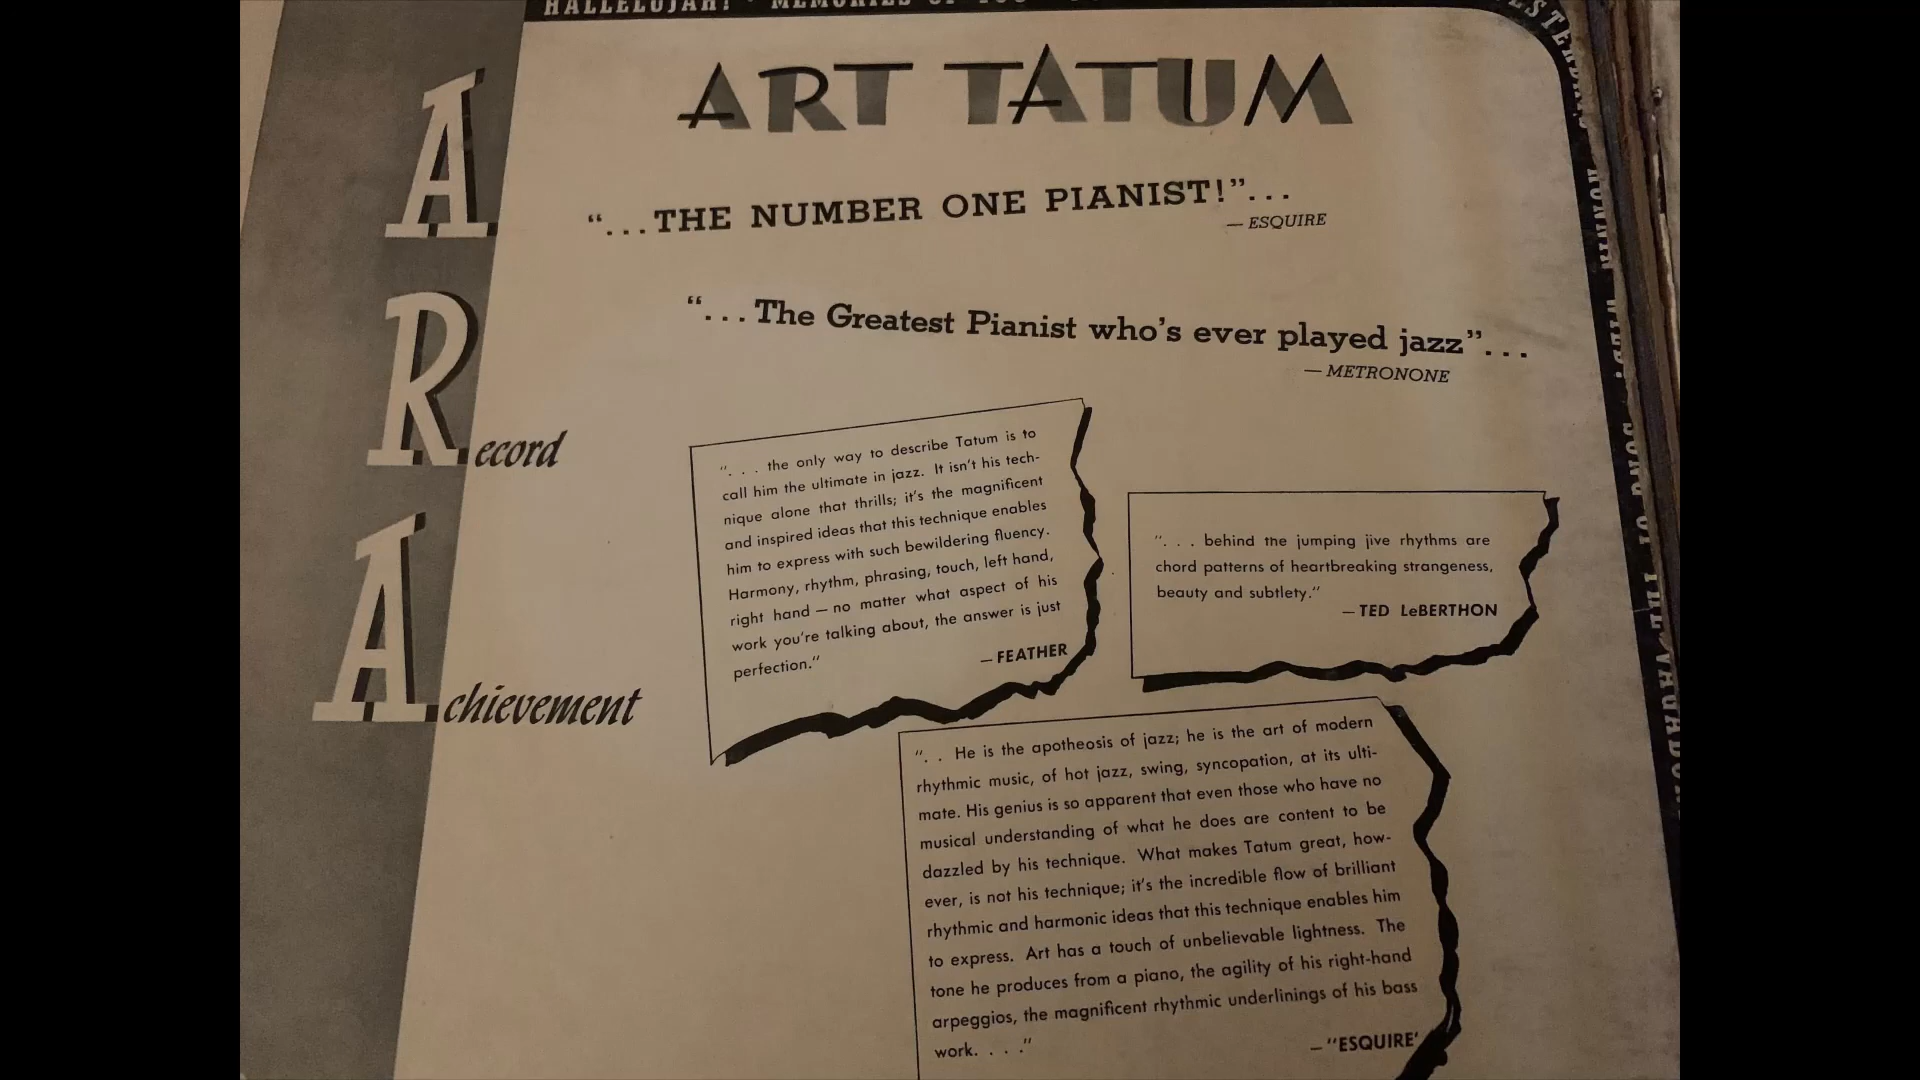 HALLELUJAH! · MEMORIES OF YOU
ART TATUM
"...THE NUMBER ONE PIANIST!"...
— ESQUIRE
"...The Greatest Pianist who's ever played jazz"...
— METRONONE
A
Record
Achievement
". . . the only way to describe Tatum is to
call him the ultimate in jazz. It isn't his tech-
nique alone that thrills; it's the magnificent
and inspired ideas that this technique enables
him to express with such bewildering fluency.
Harmony, rhythm, phrasing, touch, left hand,
right hand — no matter what aspect of his
work you're talking about, the answer is just
perfection."
— FEATHER
". . . behind the jumping jive rhythms are
chord patterns of heartbreaking strangeness,
beauty and subtlety."
— TED LeBERTHON
". . He is the apotheosis of jazz; he is the art of modern
rhythmic music, of hot jazz, swing, syncopation, at its ulti-
mate. His genius is so apparent that even those who have no
musical understanding of what he does are content to be
dazzled by his technique. What makes Tatum great, how-
ever, is not his technique; it's the incredible flow of brilliant
rhythmic and harmonic ideas that this technique enables him
to express. Art has a touch of unbelievable lightness. The
tone he produces from a piano, the agility of his right-hand
arpeggios, the magnificent rhythmic underlinings of his bass
work. . . ."
— "ESQUIRE'
SONG OF THE VAGABON